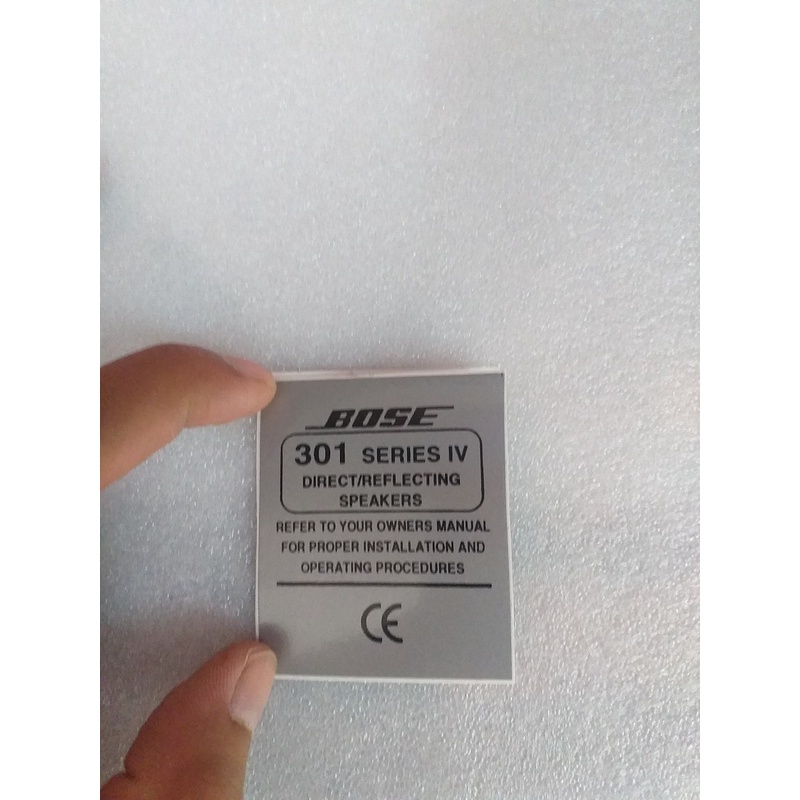 BOSE
301 SERIES IV
DIRECT/REFLECTING
SPEAKERS
REFER TO YOUR OWNERS MANUAL
FOR PROPER INSTALLATION AND
OPERATING PROCEDURES
CE